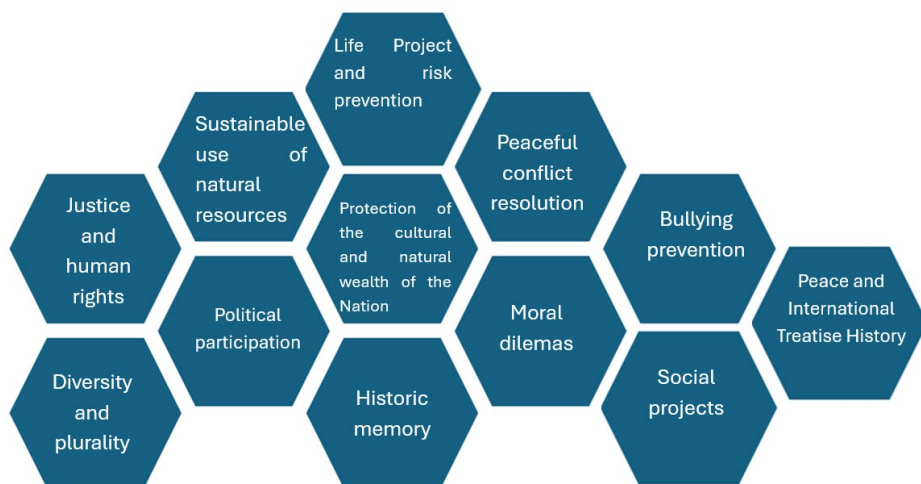 Life Project
and risk
prevention
Sustainable
use of
natural
resources
Peaceful
conflict
resolution
Justice
and
human
rights
Protection of
the cultural
and natural
wealth of the
Nation
Bullying
prevention
Political
participation
Moral
dilemas
Peace and
International
Treatise History
Diversity
and
plurality
Historic
memory
Social
projects